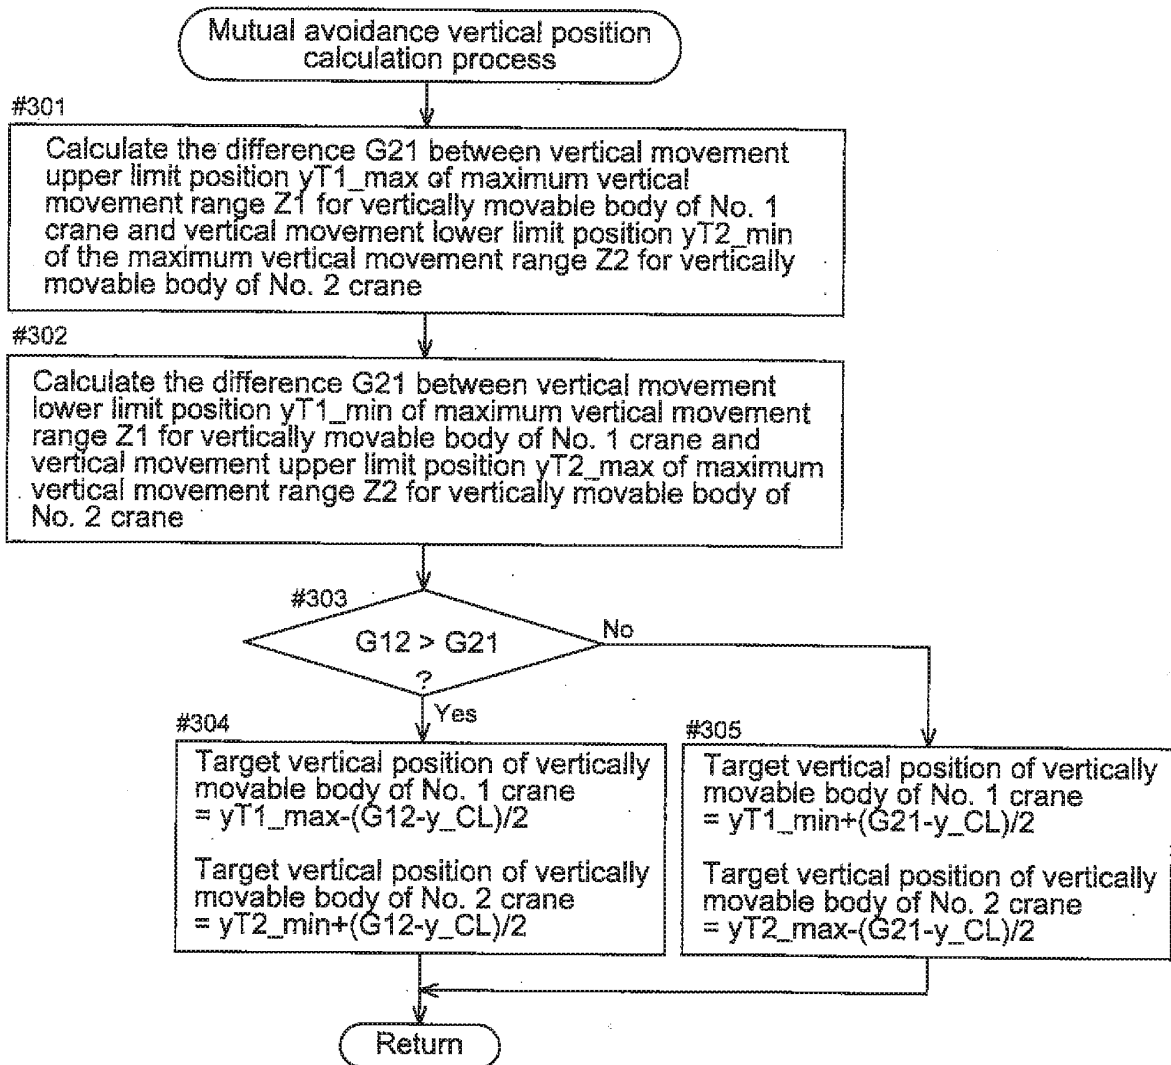 Mutual avoidance vertical position
calculation process
#301
Calculate the difference G21 between vertical movement
upper limit position yT1_max of maximum vertical
movement range Z1 for vertically movable body of No. 1
crane and vertical movement lower limit position yT2_min
of the maximum vertical movement range Z2 for vertically
movable body of No. 2 crane
#302
Calculate the difference G21 between vertical movement
lower limit position yT1_min of maximum vertical movement
range Z1 for vertically movable body of No. 1 crane and
vertical movement upper limit position yT2_max of maximum
vertical movement range Z2 for vertically movable body of
No. 2 crane
#303
G12 > G21
?
No
Yes
#304
Target vertical position of vertically
movable body of No. 1 crane
= yT1_max-(G12-y_CL)/2
Target vertical position of vertically
movable body of No. 2 crane
= yT2_min+(G12-y_CL)/2
#305
Target vertical position of vertically
movable body of No. 1 crane
= yT1_min+(G21-y_CL)/2
Target vertical position of vertically
movable body of No. 2 crane
= yT2_max-(G21-y_CL)/2
Return